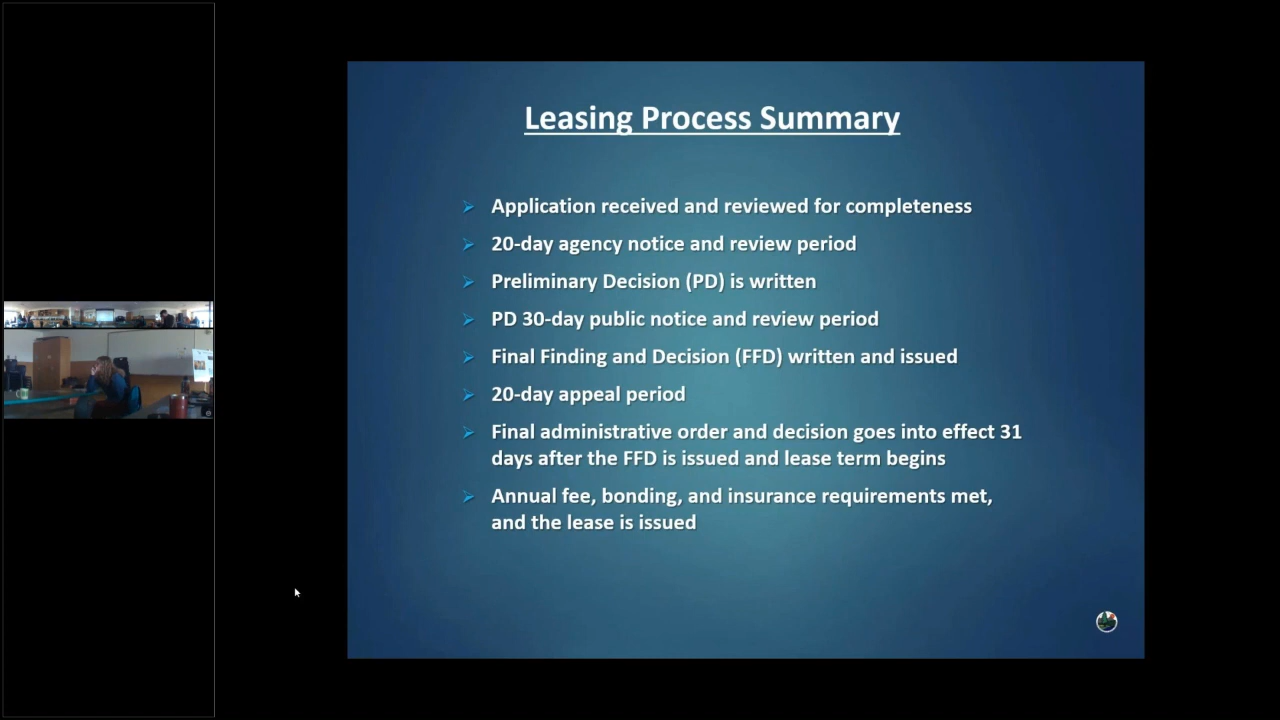 Leasing Process Summary
Application received and reviewed for completeness
20-day agency notice and review period
Preliminary Decision (PD) is written
PD 30-day public notice and review period
Final Finding and Decision (FFD) written and issued
20-day appeal period
Final administrative order and decision goes into effect 31
days after the FFD is issued and lease term begins
Annual fee, bonding, and insurance requirements met,
and the lease is issued